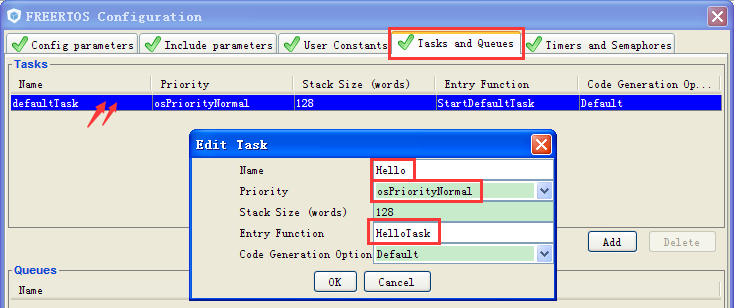 FREERTOS Configuration
Config parameters Include parameters User Constants Tasks and Queues Timers and Semaphores
Tasks
Name Priority Stack Size (words) Entry Function Code Generation Op...
defaultTask osPriorityNormal 128 StartDefaultTask Default
Edit Task
Name Hello
Priority osPriorityNormal
Stack Size (words) 128
Entry Function HelloTask
Code Generation Option Default
OK Cancel
Add Delete
Queues
Name